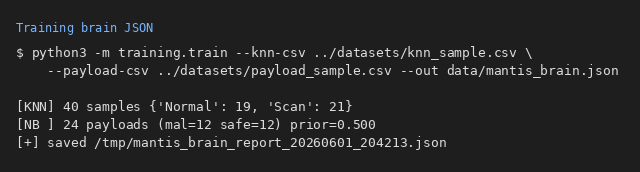 Training brain JSON
$ python3 -m training.train --knn-csv ../datasets/knn_sample.csv \
--payload-csv ../datasets/payload_sample.csv --out data/mantis_brain.json
[KNN] 40 samples {'Normal': 19, 'Scan': 21}
[NB ] 24 payloads (mal=12 safe=12) prior=0.500
[+] saved /tmp/mantis_brain_report_20260601_204213.json